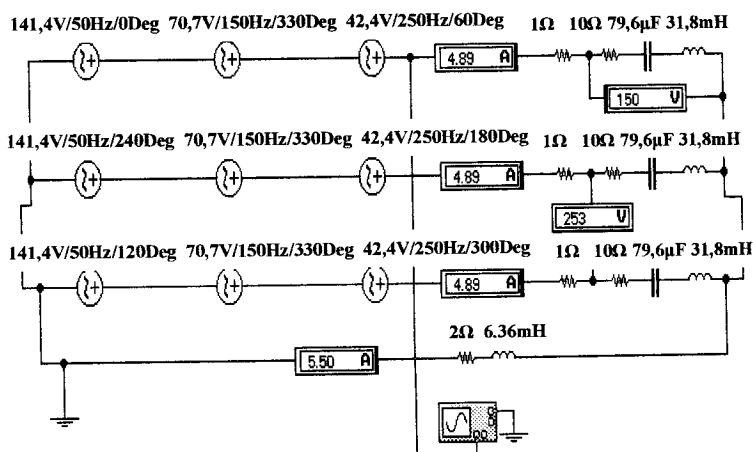 141,4V/50Hz/0Deg 70,7V/150Hz/330Deg 42,4V/250Hz/60Deg 1Ω 10Ω 79,6µF 31,8mH
4.89 A
150 V
141,4V/50Hz/240Deg 70,7V/150Hz/330Deg 42,4V/250Hz/180Deg 1Ω 10Ω 79,6µF 31,8mH
4.89 A
253 V
141,4V/50Hz/120Deg 70,7V/150Hz/330Deg 42,4V/250Hz/300Deg 1Ω 10Ω 79,6µF 31,8mH
4.89 A
2Ω 6.36mH
5.50 A